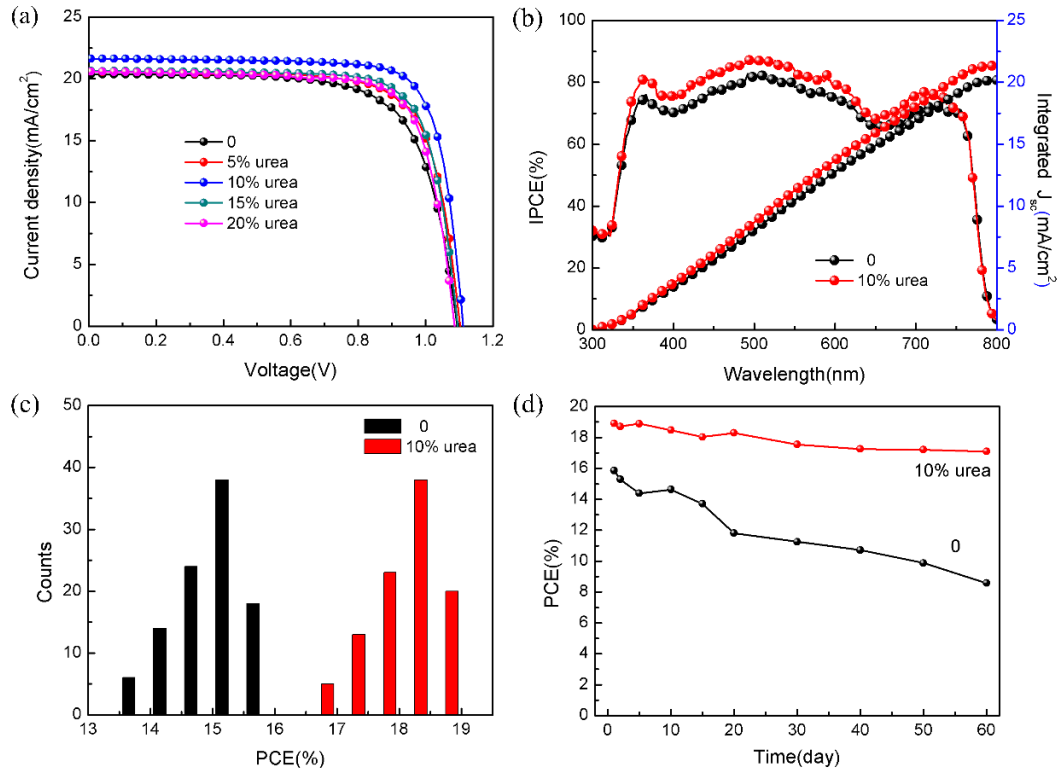 (a)
25
20
15
10
5
0
Current density(mA/cm²)
0
5% urea
10% urea
15% urea
20% urea
0.0 0.2 0.4 0.6 0.8 1.0 1.2
Voltage(V)
(b)
100
80
60
40
20
0
IPCE(%)
25
20
15
10
5
0
Integrated Jsc(mA/cm²)
0
10% urea
300 400 500 600 700 800
Wavelength(nm)
(c)
50
40
30
20
10
0
Counts
0
10% urea
13 14 15 16 17 18 19
PCE(%)
(d)
20
18
16
14
12
10
8
6
4
2
0
PCE(%)
10% urea
0
0 10 20 30 40 50 60
Time(day)